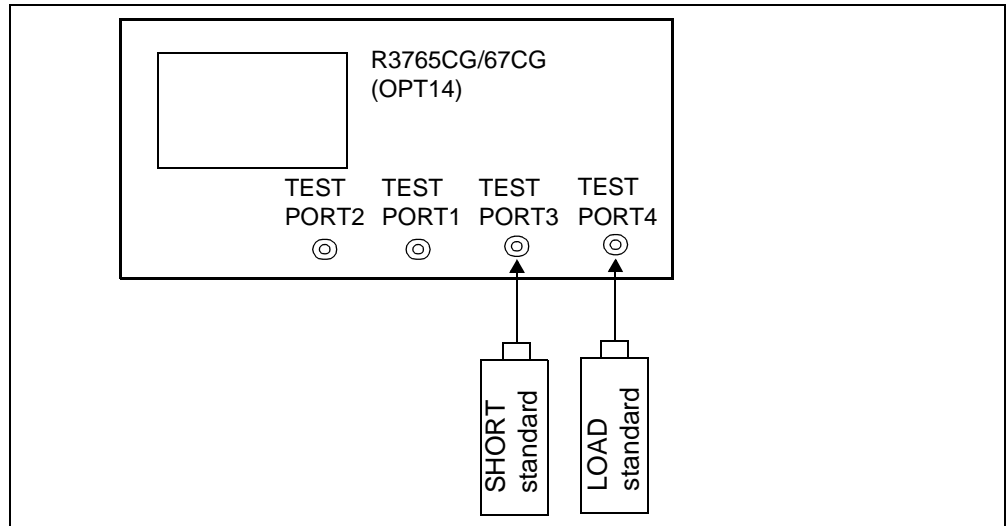 R3765CG/67CG
(OPT14)
TEST
PORT2
TEST
PORT1
TEST
PORT3
TEST
PORT4
SHORT
standard
LOAD
standard